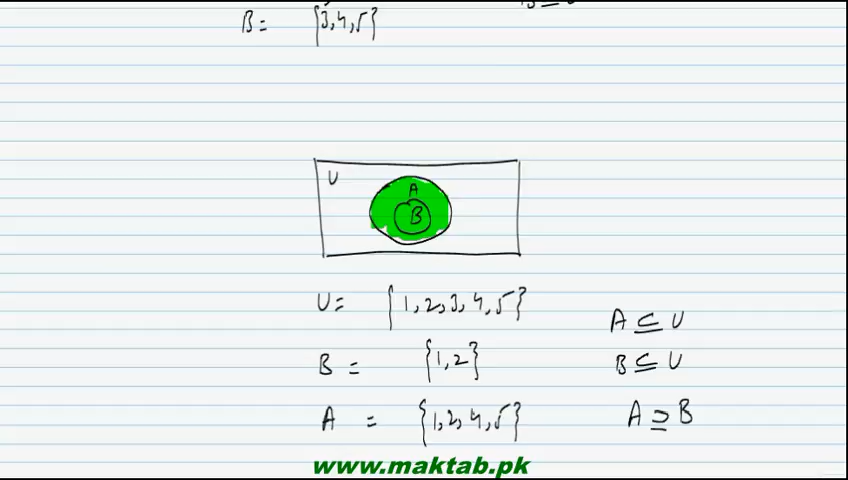 B = {3,4,5}
U
A
B
U = {1,2,3,4,5}
A ⊆ U
B = {1,2}
B ⊆ U
A = {1,2,4,5}
A ⊇ B
www.maktab.pk